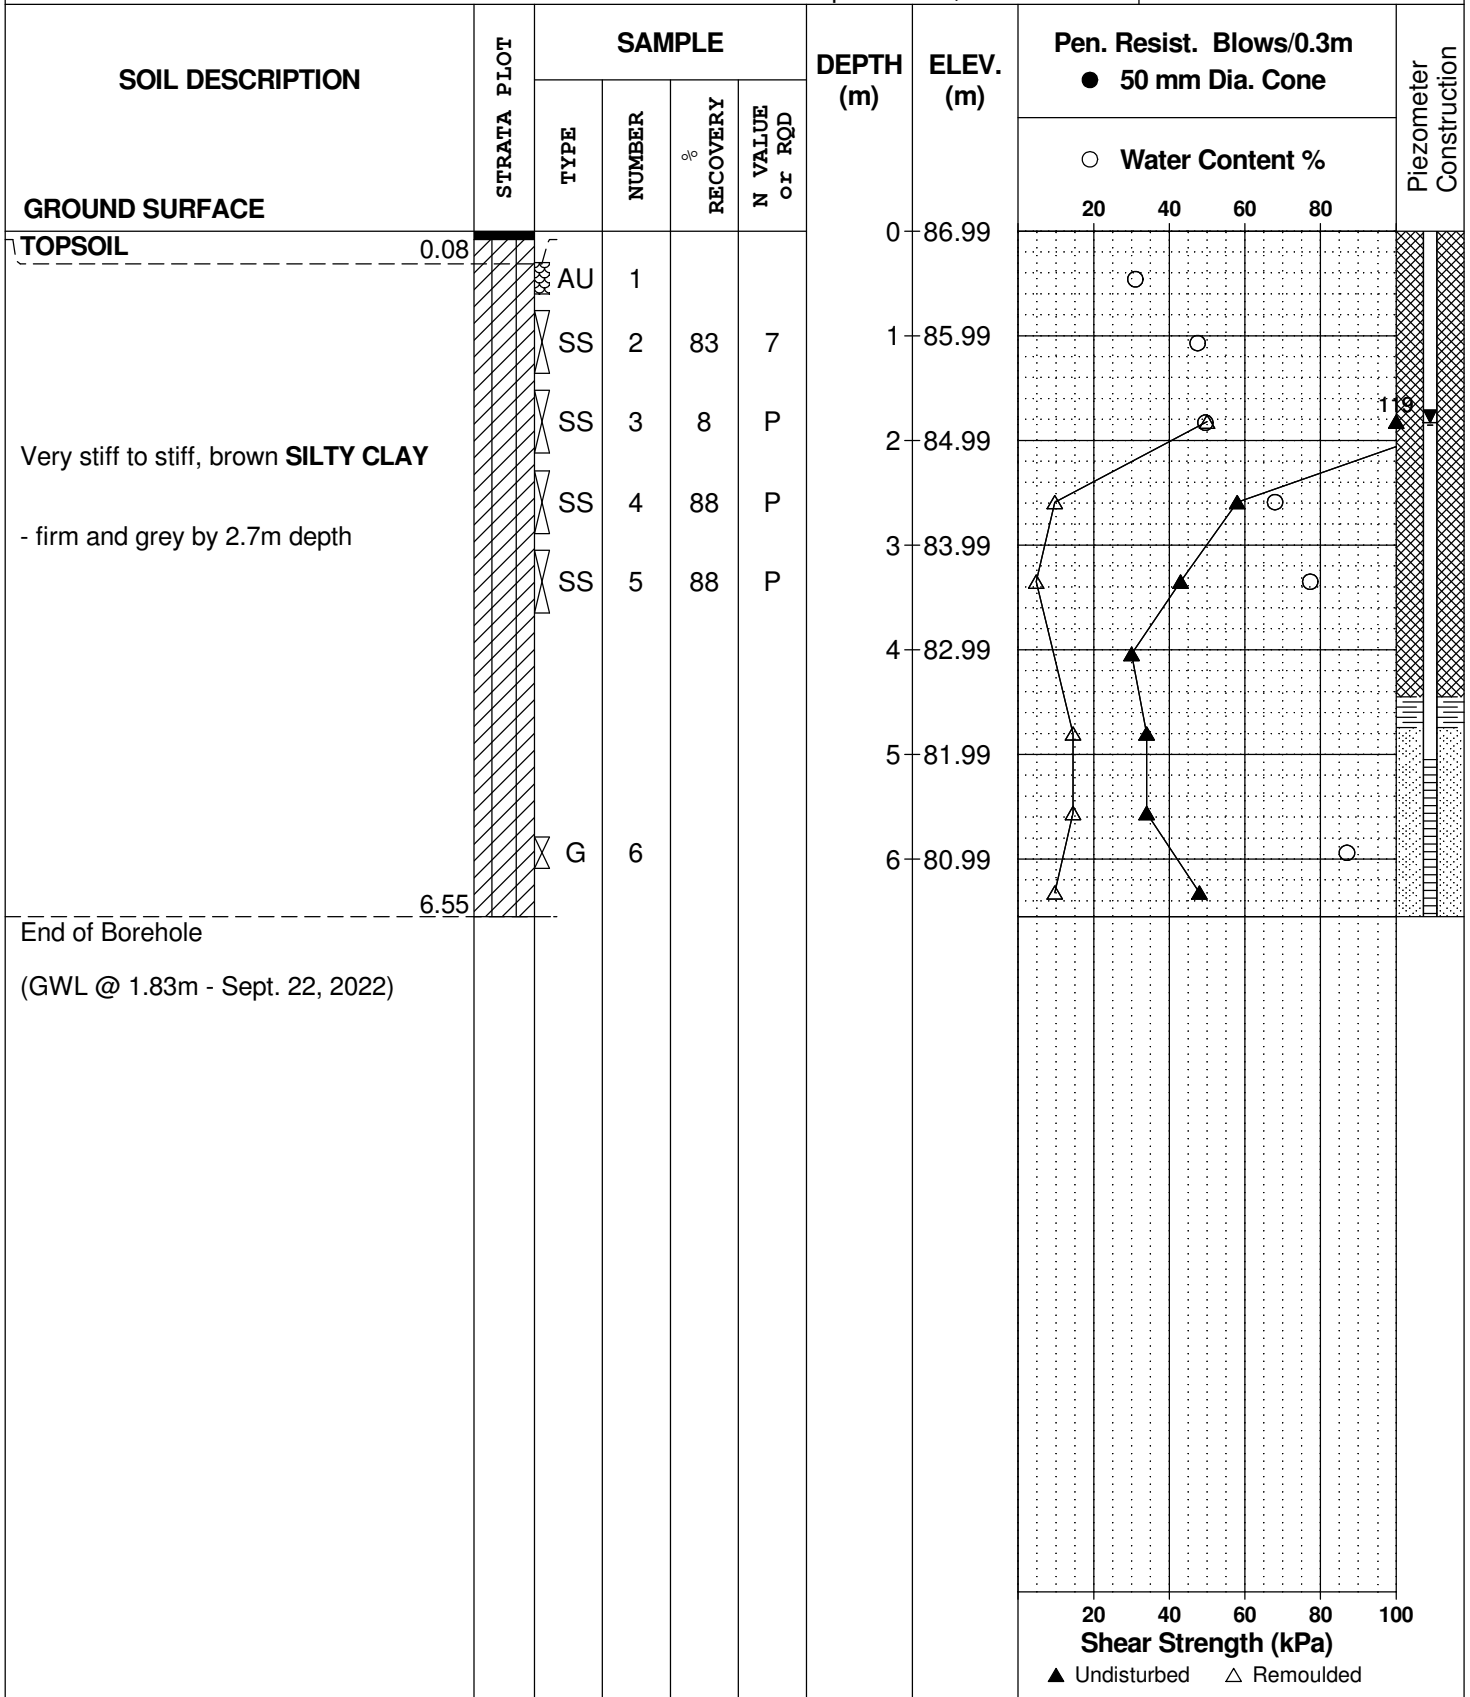 SOIL DESCRIPTION
GROUND SURFACE
STRATA PLOT
SAMPLE
TYPE
NUMBER
%
RECOVERY
N VALUE
or RQD
DEPTH
(m)
ELEV.
(m)
Pen. Resist. Blows/0.3m
● 50 mm Dia. Cone
○ Water Content %
20 40 60 80
Piezometer
Construction
0 86.99
TOPSOIL 0.08
AU 1
SS 2 83 7
1 85.99
119
SS 3 8 P
2 84.99
Very stiff to stiff, brown SILTY CLAY
SS 4 88 P
- firm and grey by 2.7m depth
3 83.99
SS 5 88 P
4 82.99
5 81.99
G 6
6 80.99
6.55
End of Borehole
(GWL @ 1.83m - Sept. 22, 2022)
20 40 60 80 100
Shear Strength (kPa)
▲ Undisturbed △ Remoulded